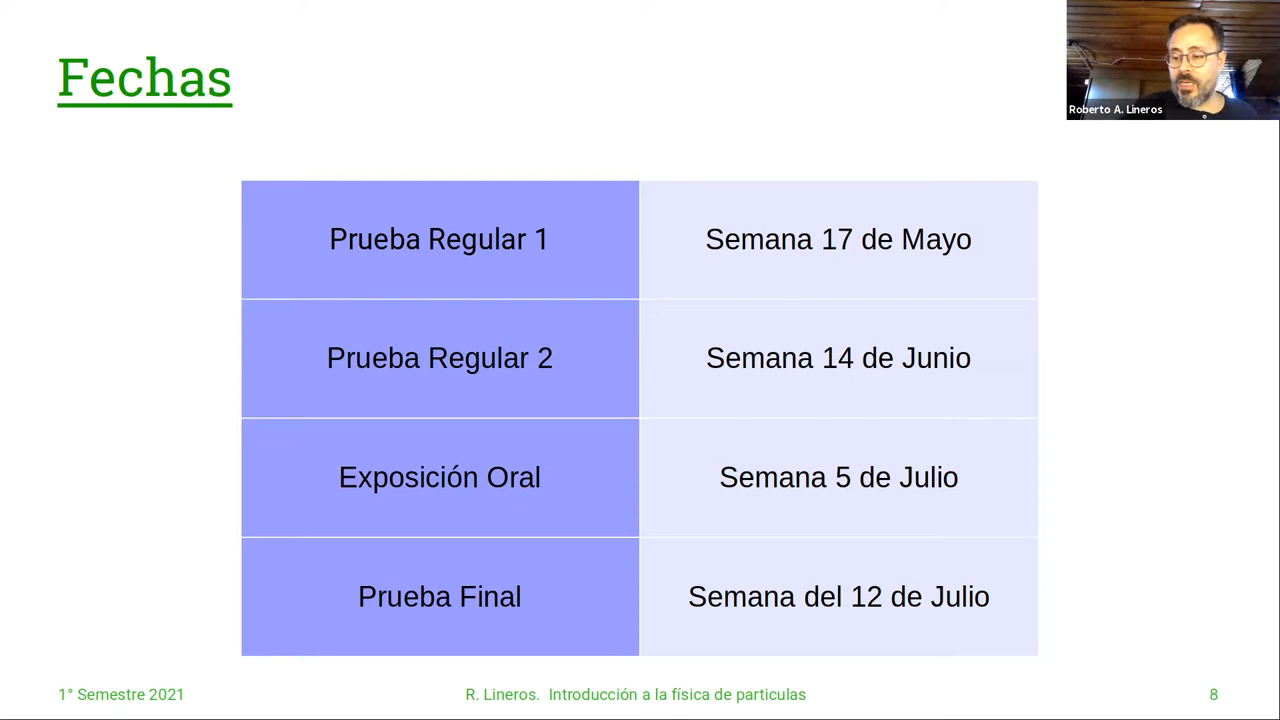 Fechas
Roberto A. Lineros
Prueba Regular 1
Semana 17 de Mayo
Prueba Regular 2
Semana 14 de Junio
Exposición Oral
Semana 5 de Julio
Prueba Final
Semana del 12 de Julio
1° Semestre 2021
R. Lineros.  Introducción a la física de particulas
8